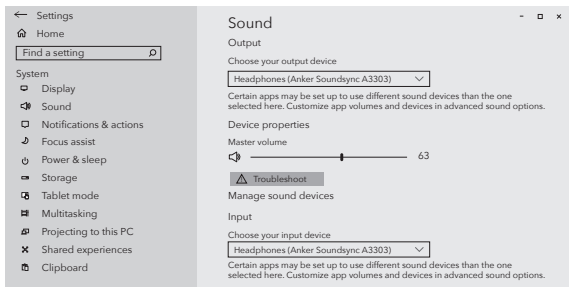 Settings
Home
Find a setting
System
Display
Sound
Notifications & actions
Focus assist
Power & sleep
Storage
Tablet mode
Multitasking
Projecting to this PC
Shared experiences
Clipboard
Sound
Output
Choose your output device
Headphones (Anker Soundsync A3303)
Certain apps may be set up to use different sound devices than the one
selected here. Customize app volumes and devices in advanced sound options.
Device properties
Master volume
63
Troubleshoot
Manage sound devices
Input
Choose your input device
Headphones (Anker Soundsync A3303)
Certain apps may be set up to use different sound devices than the one
selected here. Customize app volumes and devices in advanced sound options.